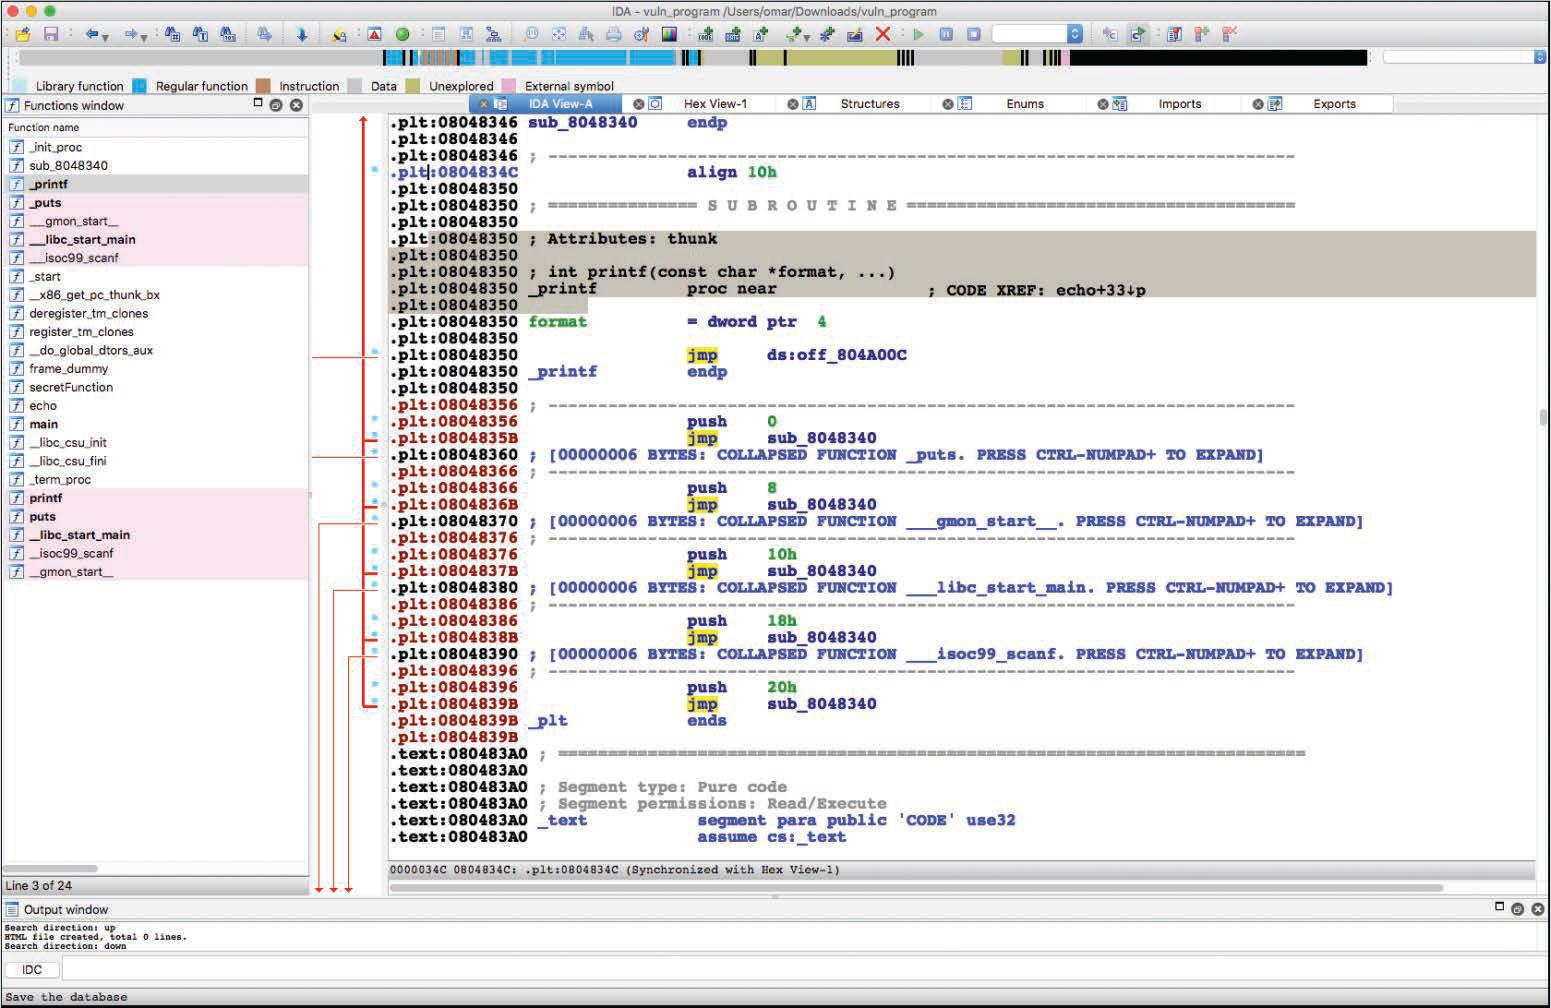 IDA - vuln_program /Users/omar/Downloads/vuln_program
Library function Regular function Instruction Data Unexplored External symbol
Functions window
IDA View-A Hex View-1 Structures Enums Imports Exports
Function name
_init_proc
sub_8048340
_printf
_puts
___gmon_start__
___libc_start_main
___isoc99_scanf
_start
__x86_get_pc_thunk_bx
deregister_tm_clones
register_tm_clones
__do_global_dtors_aux
frame_dummy
secretFunction
echo
main
__libc_csu_init
__libc_csu_fini
_term_proc
printf
puts
__libc_start_main
__isoc99_scanf
__gmon_start__
Line 3 of 24
.plt:08048346 sub_8048340 endp
.plt:08048346
.plt:08048346 ; ---------------------------------------------------------------------------
.plt:0804834C align 10h
.plt:08048350
.plt:08048350 ; =============== S U B R O U T I N E =======================================
.plt:08048350
.plt:08048350 ; Attributes: thunk
.plt:08048350
.plt:08048350 ; int printf(const char *format, ...)
.plt:08048350 _printf proc near ; CODE XREF: echo+33↓p
.plt:08048350
.plt:08048350 format = dword ptr 4
.plt:08048350
.plt:08048350 jmp ds:off_804A00C
.plt:08048350 _printf endp
.plt:08048350
.plt:08048356 ; ---------------------------------------------------------------------------
.plt:08048356 push 0
.plt:0804835B jmp sub_8048340
.plt:08048360 ; [00000006 BYTES: COLLAPSED FUNCTION _puts. PRESS CTRL-NUMPAD+ TO EXPAND]
.plt:08048366 ; ---------------------------------------------------------------------------
.plt:08048366 push 8
.plt:0804836B jmp sub_8048340
.plt:08048370 ; [00000006 BYTES: COLLAPSED FUNCTION ___gmon_start__. PRESS CTRL-NUMPAD+ TO EXPAND]
.plt:08048376 ; ---------------------------------------------------------------------------
.plt:08048376 push 10h
.plt:0804837B jmp sub_8048340
.plt:08048380 ; [00000006 BYTES: COLLAPSED FUNCTION ___libc_start_main. PRESS CTRL-NUMPAD+ TO EXPAND]
.plt:08048386 ; ---------------------------------------------------------------------------
.plt:08048386 push 18h
.plt:0804838B jmp sub_8048340
.plt:08048390 ; [00000006 BYTES: COLLAPSED FUNCTION ___isoc99_scanf. PRESS CTRL-NUMPAD+ TO EXPAND]
.plt:08048396 ; ---------------------------------------------------------------------------
.plt:08048396 push 20h
.plt:0804839B jmp sub_8048340
.plt:0804839B _plt ends
.plt:0804839B
.text:080483A0 ; ===========================================================================
.text:080483A0
.text:080483A0 ; Segment type: Pure code
.text:080483A0 ; Segment permissions: Read/Execute
.text:080483A0 _text segment para public 'CODE' use32
.text:080483A0 assume cs:_text
0000034C 0804834C: .plt:0804834C (Synchronized with Hex View-1)
Output window
Search direction: up
HTML file created, total 0 lines.
Search direction: down
IDC
Save the database